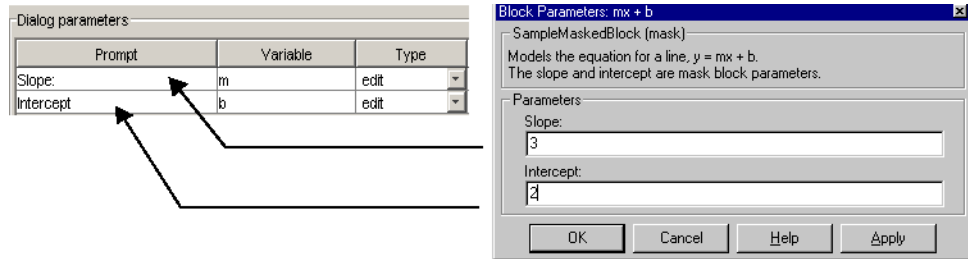 Dialog parameters
Prompt Variable Type
Slope: m edit
Intercept b edit
Block Parameters: mx + b
SampleMaskedBlock (mask)
Models the equation for a line, y = mx + b.
The slope and intercept are mask block parameters.
Parameters
Slope:
3
Intercept:
2
OK Cancel Help Apply